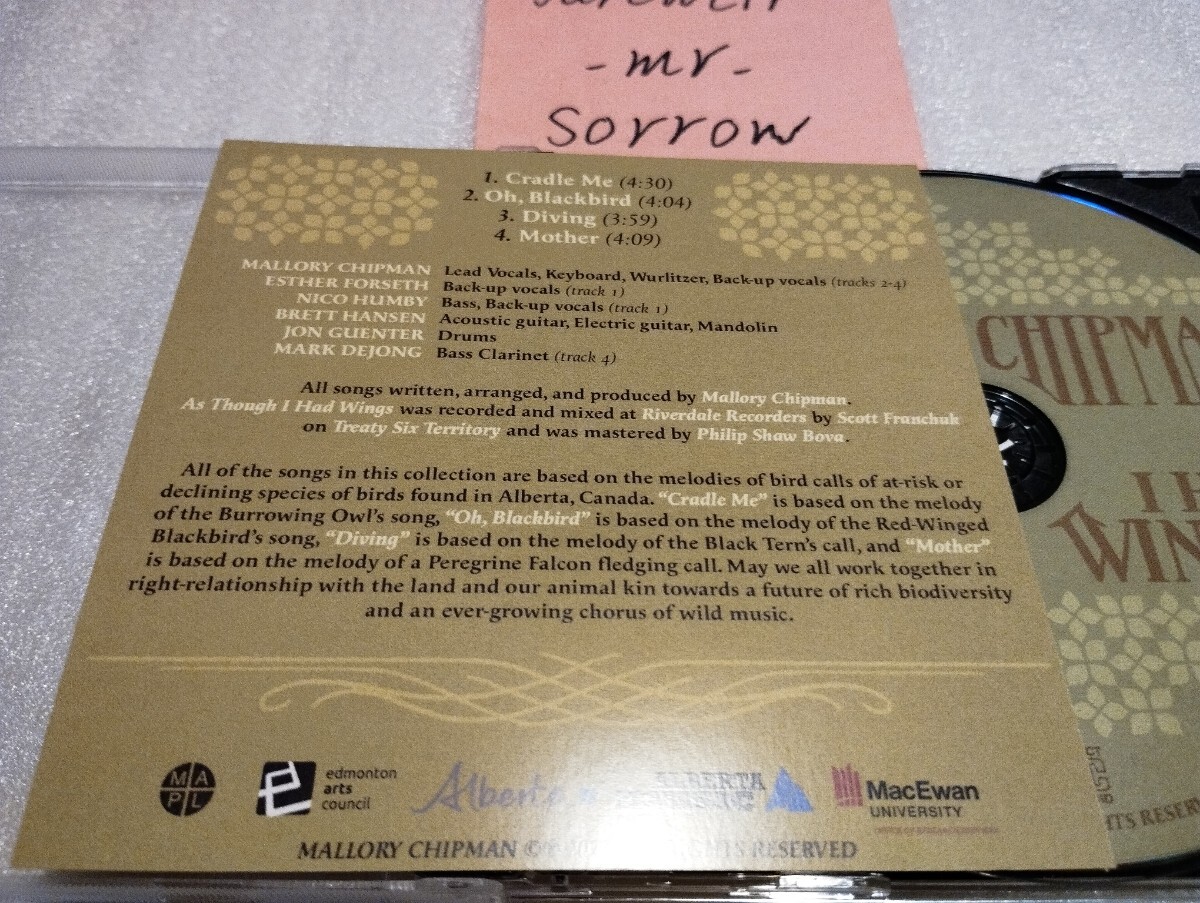 - mr -
Sorrow
1. Cradle Me (4:30)
2. Oh, Blackbird (4:04)
3. Diving (3:59)
4. Mother (4:09)
MALLORY CHIPMAN Lead Vocals, Keyboard, Wurlitzer, Back-up vocals (tracks 2-4)
ESTHER FORSETH Back-up vocals (track 1)
NICO HUMBY Bass, Back-up vocals (track 1)
BRETT HANSEN Acoustic guitar, Electric guitar, Mandolin
JON GUENTER Drums
MARK DEJONG Bass Clarinet (track 4)
All songs written, arranged, and produced by Mallory Chipman.
As Though I Had Wings was recorded and mixed at Riverdale Recorders by Scott Franchuk
on Treaty Six Territory and was mastered by Philip Shaw Bova.
All of the songs in this collection are based on the melodies of bird calls of at-risk or
declining species of birds found in Alberta, Canada. “Cradle Me” is based on the melody
of the Burrowing Owl's song, “Oh, Blackbird” is based on the melody of the Red-Winged
Blackbird's song, “Diving” is based on the melody of the Black Tern's call, and “Mother”
is based on the melody of a Peregrine Falcon fledging call. May we all work together in
right-relationship with the land and our animal kin towards a future of rich biodiversity
and an ever-growing chorus of wild music.
MA
PL
edmonton
arts
council
Alberta
ALBERTA
MacEwan
UNIVERSITY
MALLORY CHIPMAN © RESERVED
CHIPMA
WIN